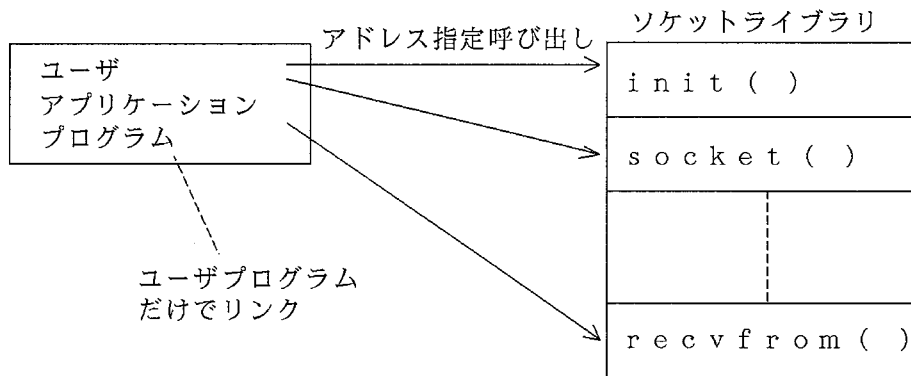 ソケットライブラリ
アドレス指定呼び出し
ユーザ
アプリケーション
プログラム
init()
socket()
recvfrom()
ユーザプログラム
だけでリンク